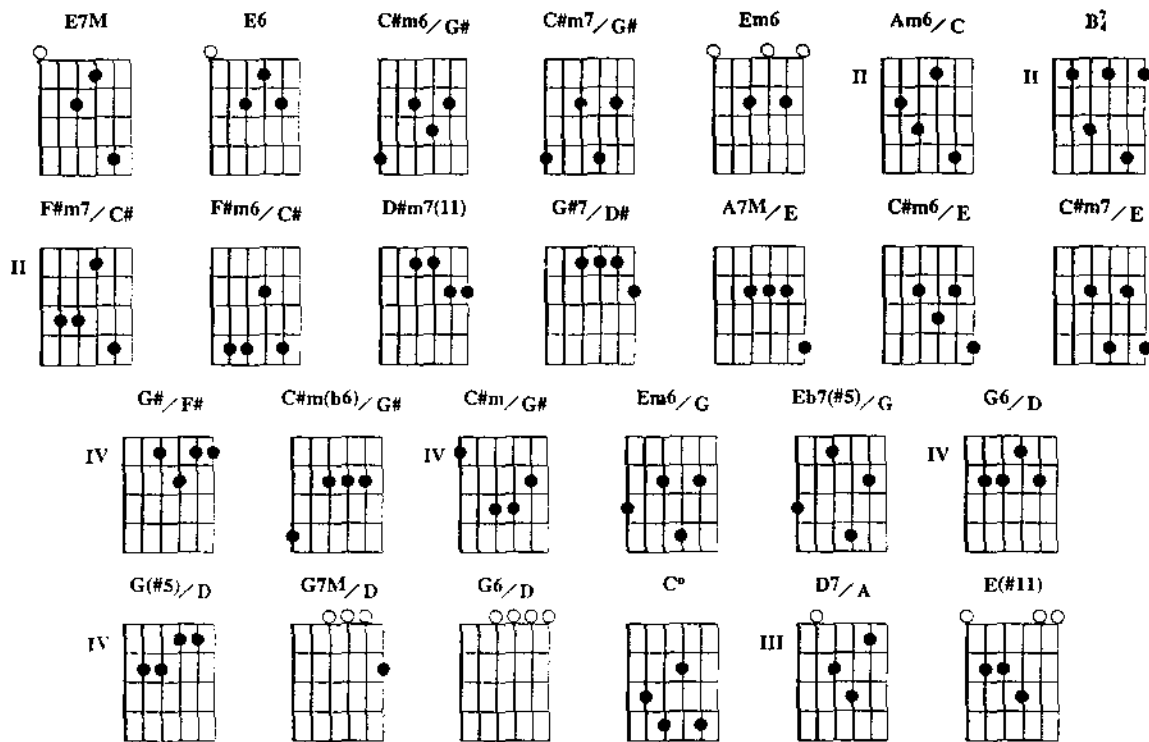 E7M E6 C#m6/G# C#m7/G# Em6 Am6/C B7/4
II II
F#m7/C# F#m6/C# D#m7(11) G#7/D# A7M/E C#m6/E C#m7/E
II
G#/F# C#m(b6)/G# C#m/G# Em6/G Eb7(#5)/G G6/D
IV IV IV
G(#5)/D G7M/D G6/D C° D7/A E(#11)
IV III